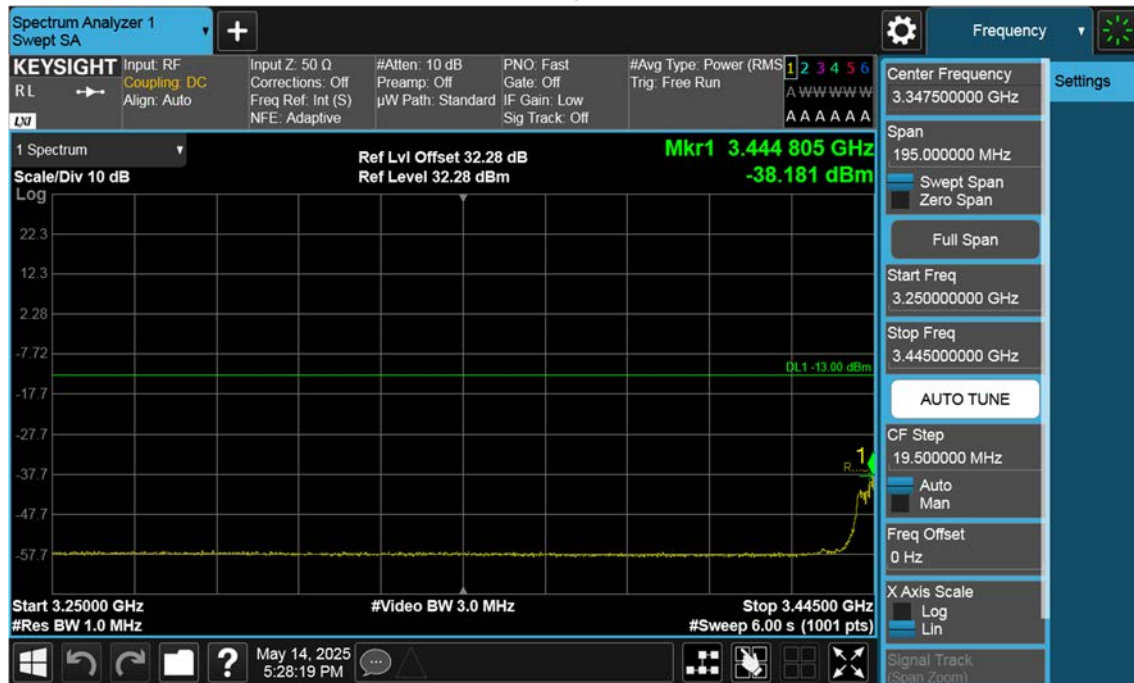 Spectrum Analyzer 1
Swept SA
+
Frequency
KEYSIGHT
RL
LXI
Input: RF
Coupling: DC
Align: Auto
Input Z: 50 Ω
Corrections: Off
Freq Ref: Int (S)
NFE: Adaptive
#Atten: 10 dB
Preamp: Off
µW Path: Standard
PNO: Fast
Gate: Off
IF Gain: Low
Sig Track: Off
#Avg Type: Power (RMS
Trig: Free Run
1 2 3 4 5 6
A W W W W W
A A A A A A
1 Spectrum
Scale/Div 10 dB
Log
Ref Lvl Offset 32.28 dB
Ref Level 32.28 dBm
Mkr1 3.444 805 GHz
-38.181 dBm
22.3
12.3
2.28
-7.72
DL1 -13.00 dBm
-17.7
-27.7
1
R...S
-37.7
-47.7
-57.7
Start 3.25000 GHz
#Res BW 1.0 MHz
#Video BW 3.0 MHz
Stop 3.44500 GHz
#Sweep 6.00 s (1001 pts)
?
May 14, 2025
5:28:19 PM
Center Frequency
3.347500000 GHz
Span
195.000000 MHz
Swept Span
Zero Span
Full Span
Start Freq
3.250000000 GHz
Stop Freq
3.445000000 GHz
AUTO TUNE
CF Step
19.500000 MHz
Auto
Man
Freq Offset
0 Hz
X Axis Scale
Log
Lin
Signal Track
(Span Zoom)
Settings